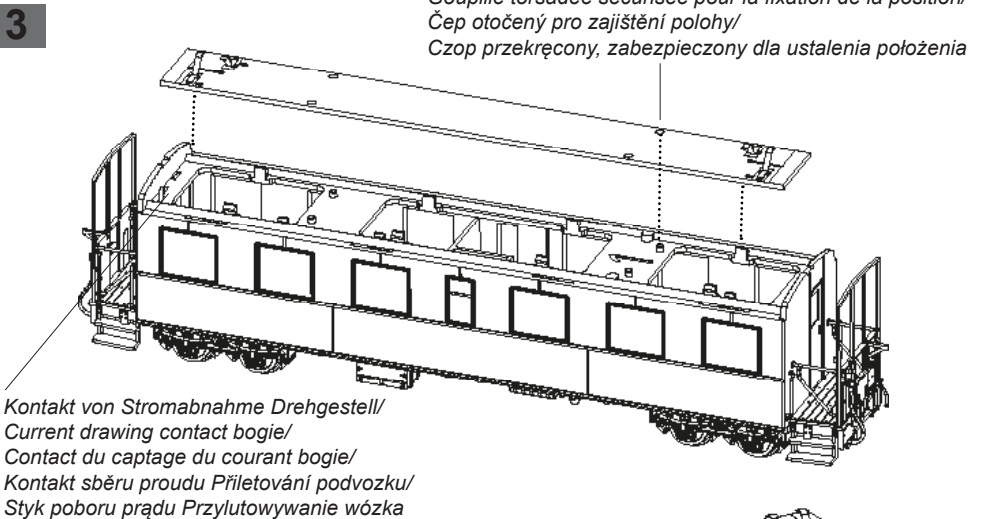 3
Goupille torsadée sécurisée pour la fixation de la position/
Čep otočený pro zajištění polohy/
Czop przekręcony, zabezpieczony dla ustalenia położenia
Kontakt von Stromabnahme Drehgestell/
Current drawing contact bogie/
Contact du captage du courant bogie/
Kontakt sběru proudu Přiletování podvozku/
Styk poboru prądu Przylutowywanie wózka